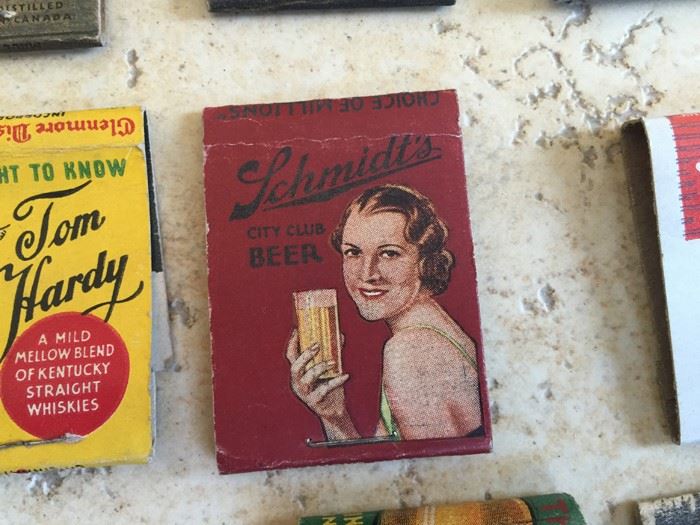 DISTILLED
CANADA
Glenmore Dis
INCORPO
HT TO KNOW
Tom
Hardy
A MILD
MELLOW BLEND
OF KENTUCKY
STRAIGHT
WHISKIES
CHOICE OF MILLIONS"
Schmidt's
CITY CLUB
BEER